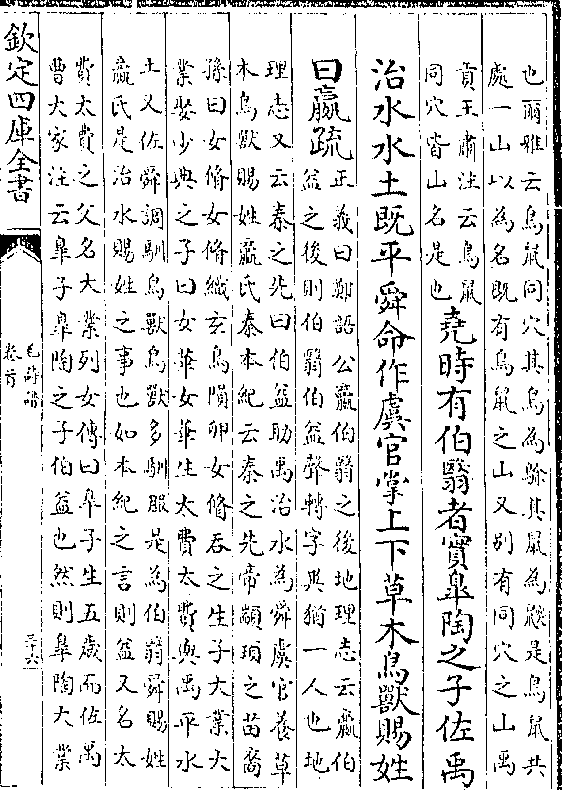 也爾雅云鳥鼠同穴其鳥為鵌其鼠為鼵是鳥鼠共
處一山以為名既有鳥鼠之山又別有同穴之山禹
貢王肅注云鳥鼠
同穴皆山名是也
堯時有伯翳者實臯陶之子佐禹
治水水土既平舜命作虞官掌上下草木鳥獸賜姓
曰嬴疏
正義曰鄭語公嬴伯翳之後地理志云嬴伯
益之後則伯翳伯益聲轉字異猶一人也地
理志又云秦之先曰伯益助禹治水為舜虞官養草
木鳥獸賜姓嬴氏秦本紀云秦之先帝顓頊之苗裔
孫曰女脩女脩織玄鳥隕卵女脩吞之生子大業大
業娶少典之子曰女華女華生大費太費與禹平水
土又佐舜調馴鳥獸鳥獸多馴服是為伯翳舜賜姓
嬴氏是治水賜姓之事也如本紀之言則益又名太
費太費之父名大業列女傳曰臯子生五歲而佐禹
曹大家注云臯子臯陶之子伯益也然則臯陶大業
欽定四庫全書
毛詩譜
卷首
三十六